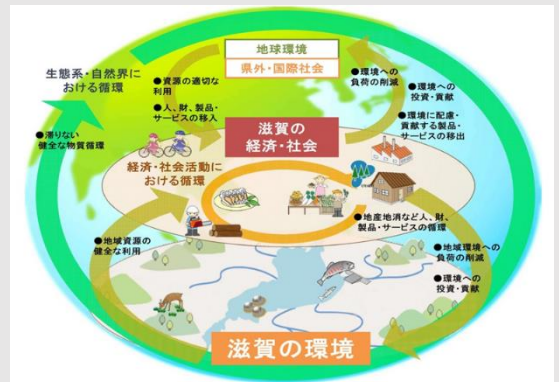 地球環境
県外・国際社会
生態系・自然界に
おける循環
●資源の適切な
利用
●人、財、製品・
サービスの移入
●環境への
負荷の削減
●環境への
投資・貢献
●環境に配慮・
貢献する製品・
サービスの移出
●滞りない
健全な物質循環
滋賀の
経済・社会
経済・社会活動に
おける循環
●地産地消など人、財、
製品・サービスの循環
●地域資源の
健全な利用
●地域環境への
負荷の削減
●環境への
投資・貢献
滋賀の環境